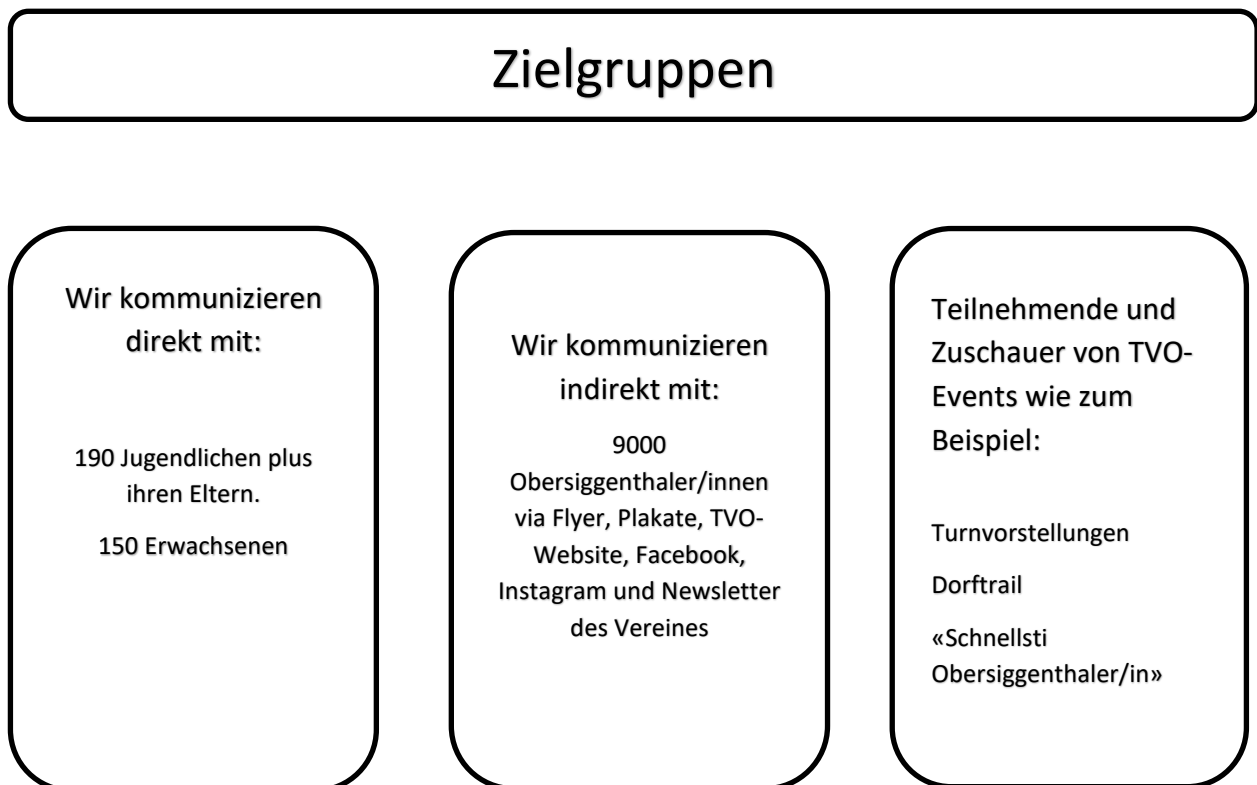 Zielgruppen
Wir kommunizieren
direkt mit:
190 Jugendlichen plus
ihren Eltern.
150 Erwachsenen
Wir kommunizieren
indirekt mit:
9000
Obersiggenthaler/innen
via Flyer, Plakate, TVO-
Website, Facebook,
Instagram und Newsletter
des Vereines
Teilnehmende und
Zuschauer von TVO-
Events wie zum
Beispiel:
Turnvorstellungen
Dorftrail
«Schnellsti
Obersiggenthaler/in»